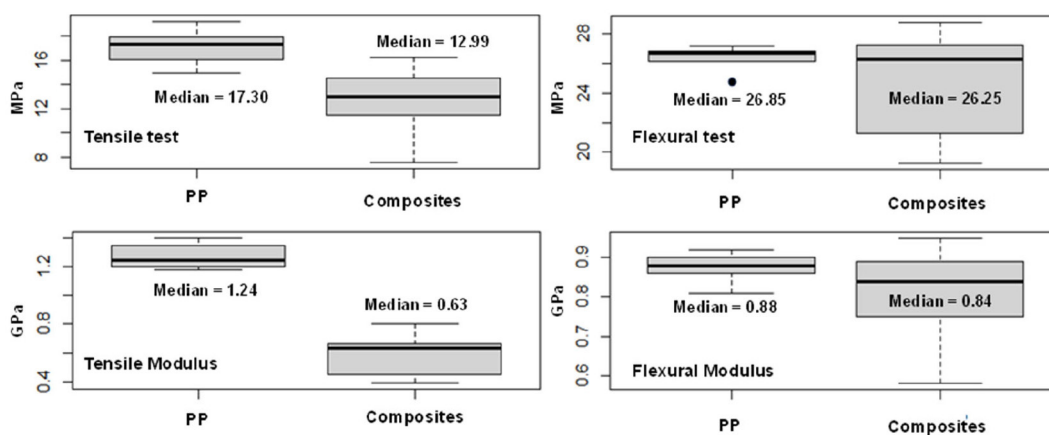 MPa
16
12
8
Median = 17.30
Median = 12.99
Tensile test
PP
Composites
MPa
28
24
20
Median = 26.85
Median = 26.25
Flexural test
PP
Composites
GPa
1.2
0.8
0.4
Median = 1.24
Median = 0.63
Tensile Modulus
PP
Composites
GPa
0.9
0.8
0.7
0.6
Median = 0.88
Median = 0.84
Flexural Modulus
PP
Composites